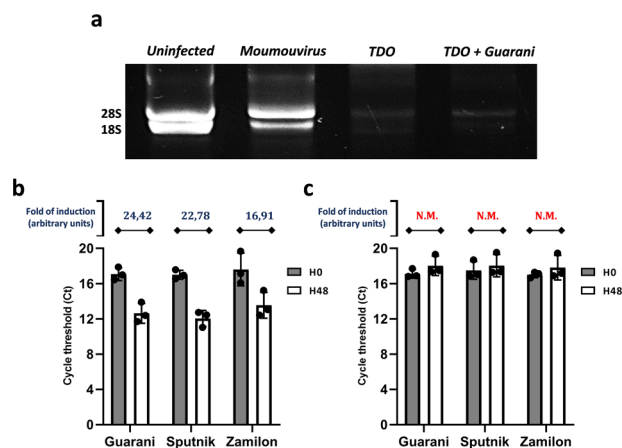 a
Uninfected Moumouvirus TDO TDO + Guarani
28S
18S
b
Fold of induction
(arbitrary units)
24,42 22,78 16,91
Cycle threshold (Ct)
20
16
12
8
4
0
H0
H48
Guarani Sputnik Zamilon
c
Fold of induction
(arbitrary units)
N.M. N.M. N.M.
Cycle threshold (Ct)
20
16
12
8
4
0
H0
H48
Guarani Sputnik Zamilon